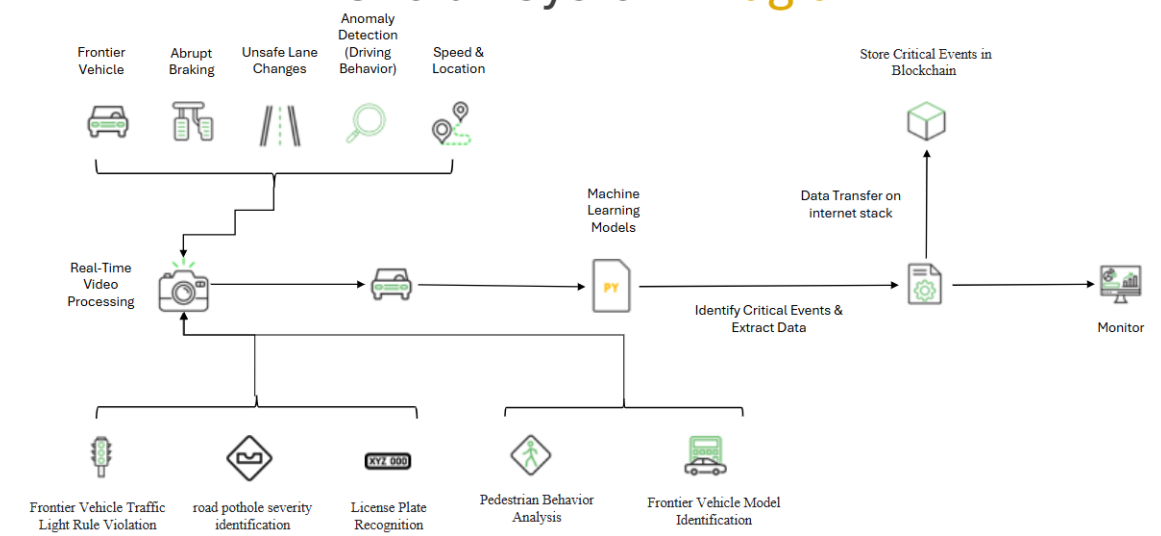 Anomaly
Detection
(Driving
Behavior)
Frontier
Vehicle
Abrupt
Braking
Unsafe Lane
Changes
Speed &
Location
Store Critical Events in
Blockchain
Machine
Learning
Models
Data Transfer on
internet stack
Real-Time
Video
Processing
PY
Identify Critical Events &
Extract Data
Monitor
XYZ 000
Frontier Vehicle Traffic
Light Rule Violation
road pothole severity
identification
License Plate
Recognition
Pedestrian Behavior
Analysis
Frontier Vehicle Model
Identification